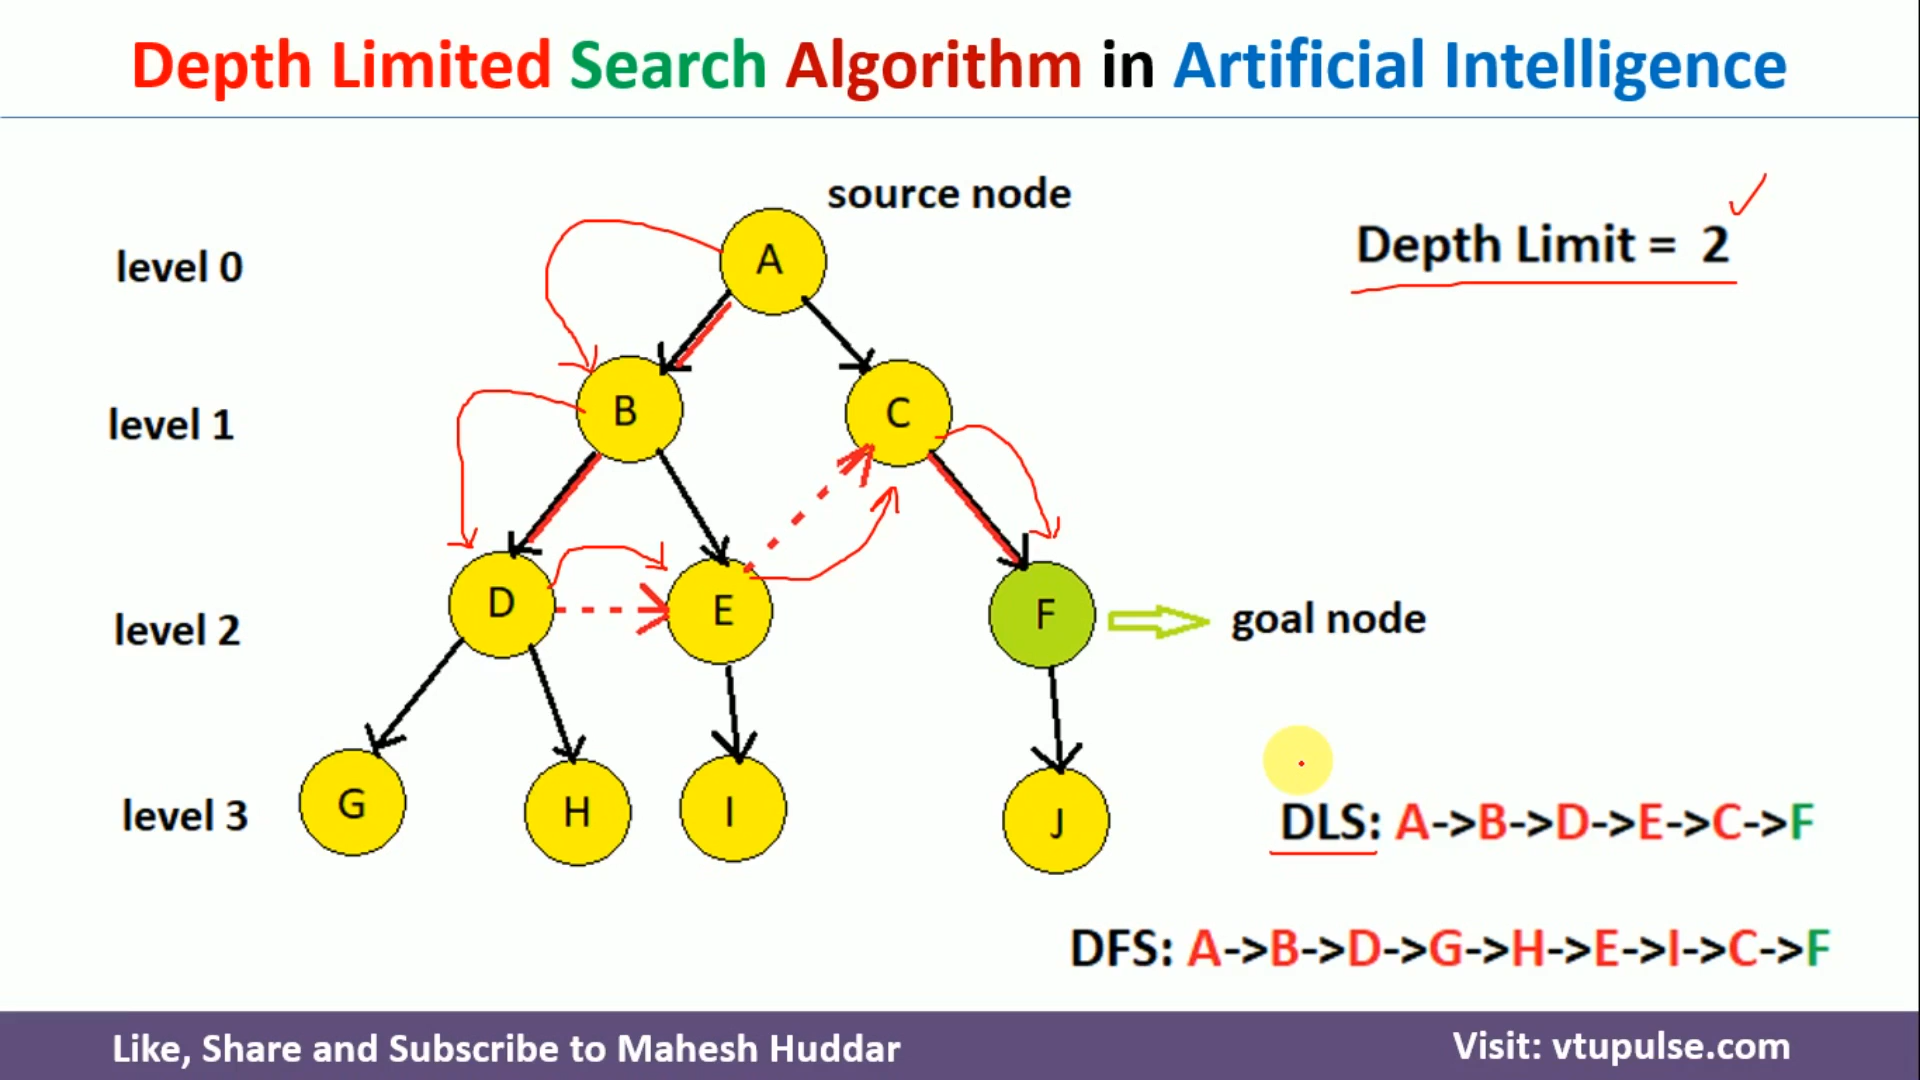 Depth Limited Search Algorithm in Artificial Intelligence
source node
Depth Limit = 2
level 0
A
level 1
B
C
level 2
D
E
F
goal node
level 3
G
H
I
J
DLS: A->B->D->E->C->F
DFS: A->B->D->G->H->E->I->C->F
Like, Share and Subscribe to Mahesh Huddar
Visit: vtupulse.com